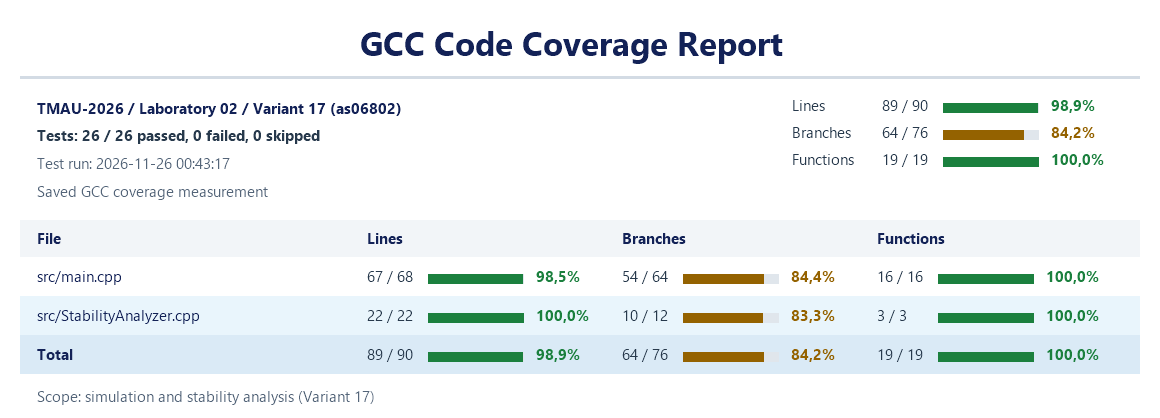 GCC Code Coverage Report
TMAU-2026 / Laboratory 02 / Variant 17 (as06802)
Tests: 26 / 26 passed, 0 failed, 0 skipped
Test run: 2026-11-26 00:43:17
Saved GCC coverage measurement
Lines 89 / 90 98,9%
Branches 64 / 76 84,2%
Functions 19 / 19 100,0%
File Lines Branches Functions
src/main.cpp 67 / 68 98,5% 54 / 64 84,4% 16 / 16 100,0%
src/StabilityAnalyzer.cpp 22 / 22 100,0% 10 / 12 83,3% 3 / 3 100,0%
Total 89 / 90 98,9% 64 / 76 84,2% 19 / 19 100,0%
Scope: simulation and stability analysis (Variant 17)